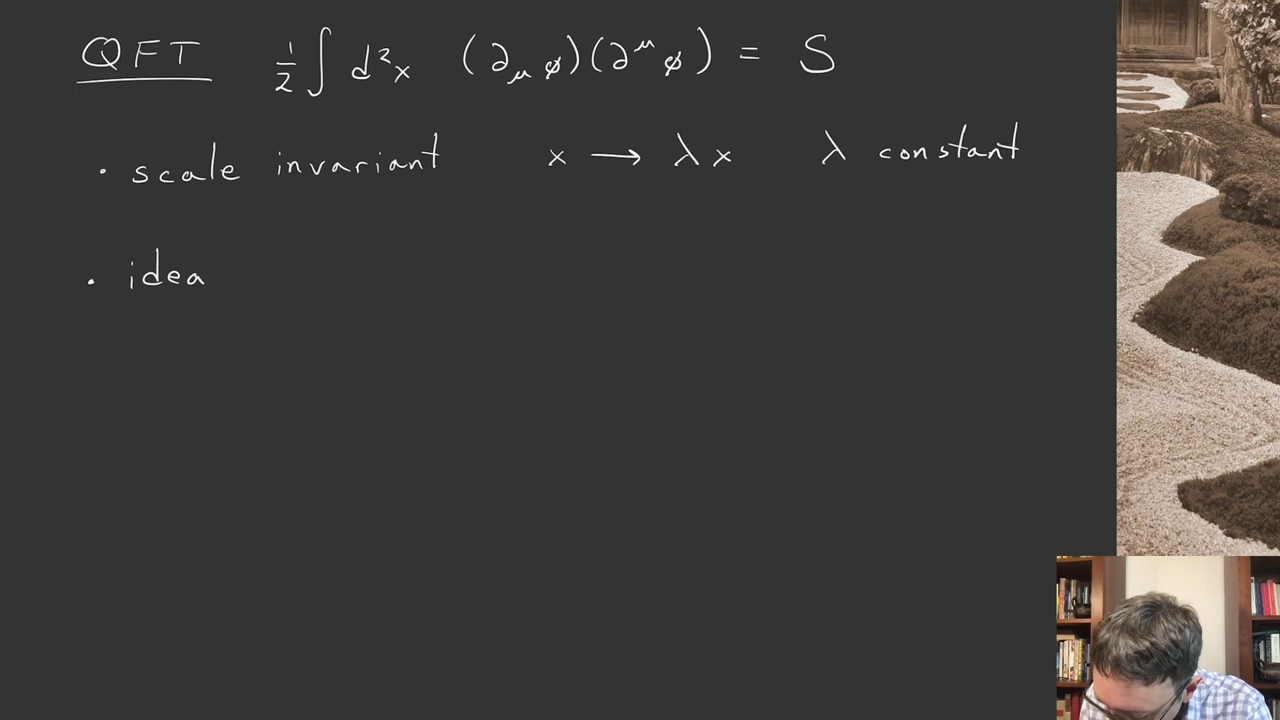 QFT ½ ∫ d²x (∂_μ φ)(∂^μ φ) = S
• scale invariant x → λx λ constant
• idea